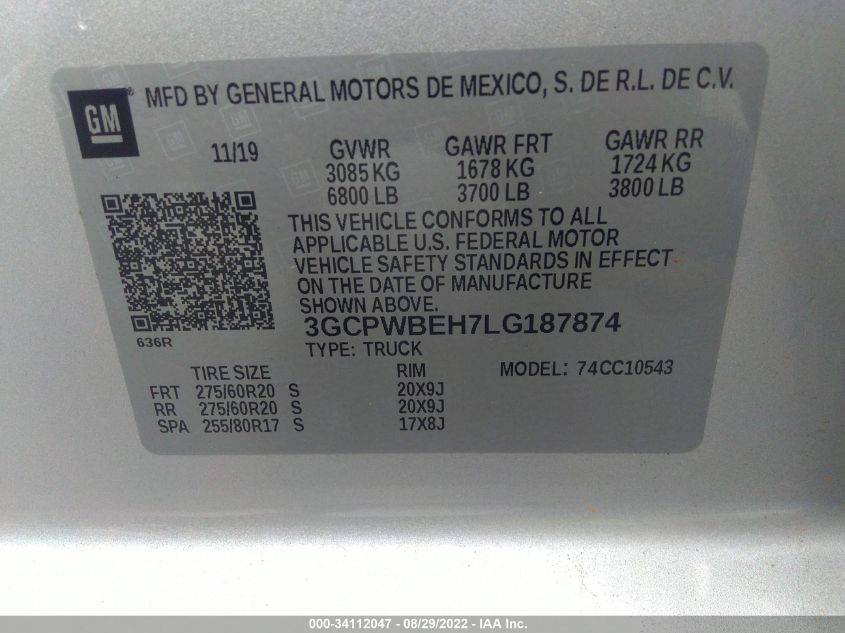 GM
MFD BY GENERAL MOTORS DE MEXICO, S. DE R.L. DE C.V.
11/19 GVWR GAWR FRT GAWR RR
3085 KG 1678 KG 1724 KG
6800 LB 3700 LB 3800 LB
THIS VEHICLE CONFORMS TO ALL
APPLICABLE U.S. FEDERAL MOTOR
VEHICLE SAFETY STANDARDS IN EFFECT
ON THE DATE OF MANUFACTURE
SHOWN ABOVE.
3GCPWBEH7LG187874
636R
TYPE: TRUCK
TIRE SIZE RIM MODEL: 74CC10543
FRT 275/60R20 S 20X9J
RR 275/60R20 S 20X9J
SPA 255/80R17 S 17X8J
000-34112047 - 08/29/2022 - IAA Inc.